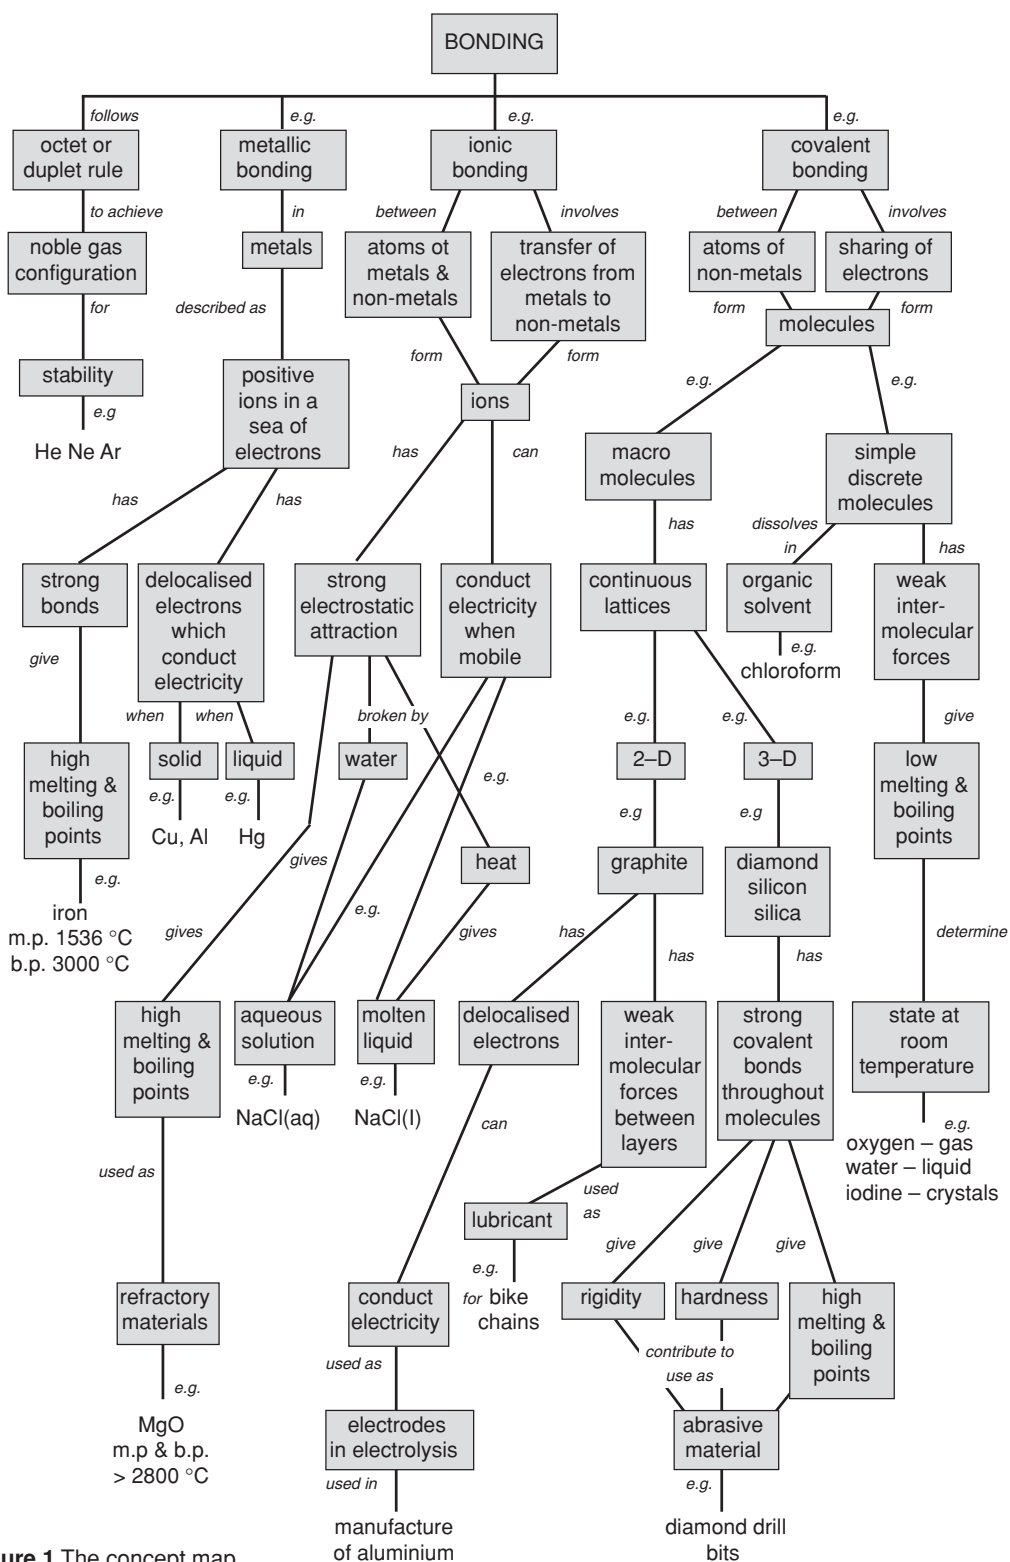 BONDING
follows
e.g.
e.g.
e.g.
octet or
duplet rule
metallic
bonding
ionic
bonding
covalent
bonding
to achieve
in
between
involves
between
involves
noble gas
configuration
metals
atoms ot
metals &
non-metals
transfer of
electrons from
metals to
non-metals
atoms of
non-metals
sharing of
electrons
for
described as
form
form
form
form
molecules
stability
positive
ions in a
sea of
electrons
ions
e.g.
e.g.
e.g
He Ne Ar
has
can
macro
molecules
simple
discrete
molecules
has
has
has
dissolves
in
has
strong
bonds
delocalised
electrons
which
conduct
electricity
strong
electrostatic
attraction
conduct
electricity
when
mobile
continuous
lattices
organic
solvent
weak
inter-
molecular
forces
give
e.g.
chloroform
when
when
broken by
e.g.
e.g.
give
high
melting &
boiling
points
solid
liquid
water
2–D
3–D
low
melting &
boiling
points
e.g.
e.g.
e.g.
e.g
e.g
Cu, Al
Hg
gives
heat
graphite
diamond
silicon
silica
e.g.
iron
m.p. 1536 °C
b.p. 3000 °C
gives
e.g.
gives
has
has
has
determine
high
melting &
boiling
points
aqueous
solution
molten
liquid
delocalised
electrons
weak
inter-
molecular
forces
between
layers
strong
covalent
bonds
throughout
molecules
state at
room
temperature
e.g.
e.g.
NaCl(aq)
NaCl(l)
can
e.g.
oxygen – gas
water – liquid
iodine – crystals
used as
used
as
lubricant
give
give
give
e.g.
for bike
chains
refractory
materials
conduct
electricity
rigidity
hardness
high
melting &
boiling
points
used as
contribute to
use as
e.g.
MgO
m.p & b.p.
> 2800 °C
electrodes
in electrolysis
abrasive
material
used in
e.g.
manufacture
of aluminium
diamond drill
bits
ure 1 The concept map